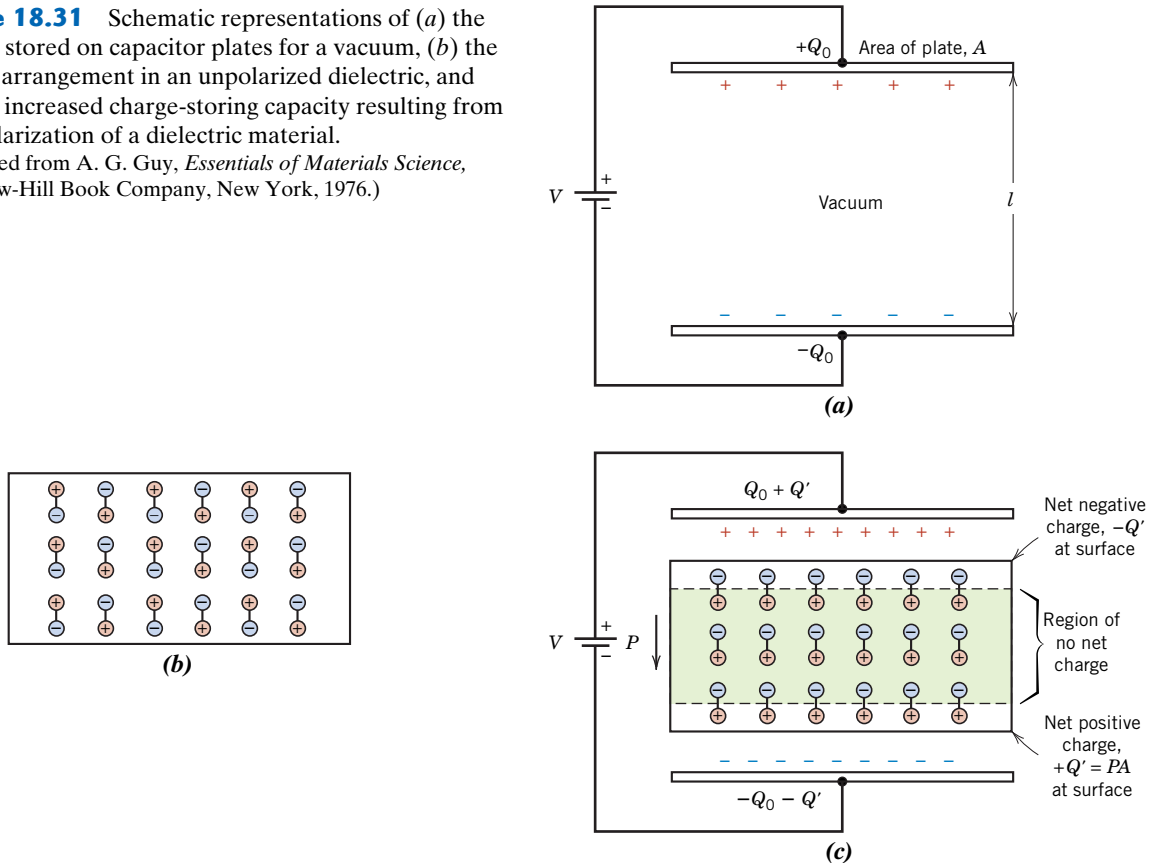 18.31 Schematic representations of (a) the
stored on capacitor plates for a vacuum, (b) the
arrangement in an unpolarized dielectric, and
increased charge-storing capacity resulting from
larization of a dielectric material.
ed from A. G. Guy, Essentials of Materials Science,
w-Hill Book Company, New York, 1976.)
+Q₀
Area of plate, A
+ + + + +
V
+
−
Vacuum
l
− − − − −
−Q₀
(a)
(b)
Q₀ + Q′
+ + + + + + + + +
Net negative
charge, −Q′
at surface
V
+
−
P
Region of
no net
charge
Net positive
charge,
+Q′ = PA
at surface
− − − − − − − − −
−Q₀ − Q′
(c)